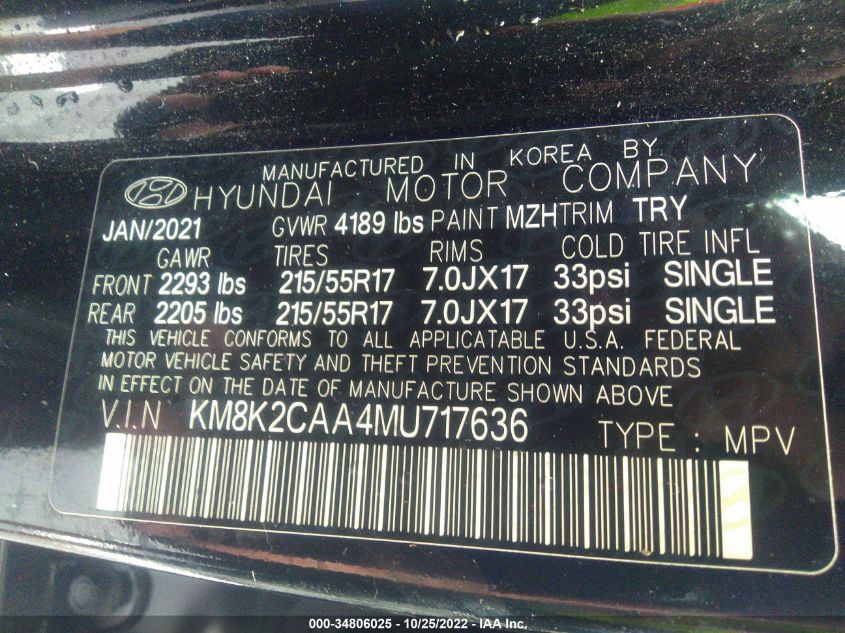 MANUFACTURED IN KOREA BY
HYUNDAI MOTOR COMPANY
JAN/2021 GVWR 4189 lbs PAINT MZH TRIM TRY
GAWR TIRES RIMS COLD TIRE INFL
FRONT 2293 lbs 215/55R17 7.0JX17 33psi SINGLE
REAR 2205 lbs 215/55R17 7.0JX17 33psi SINGLE
THIS VEHICLE CONFORMS TO ALL APPLICATABLE U.S.A. FEDERAL
MOTOR VEHICLE SAFETY AND THEFT PREVENTION STANDARDS
IN EFFECT ON THE DATE OF MANUFACTURE SHOWN ABOVE
V.I.N KM8K2CAA4MU717636 TYPE : MPV
000-34806025 - 10/25/2022 - IAA Inc.